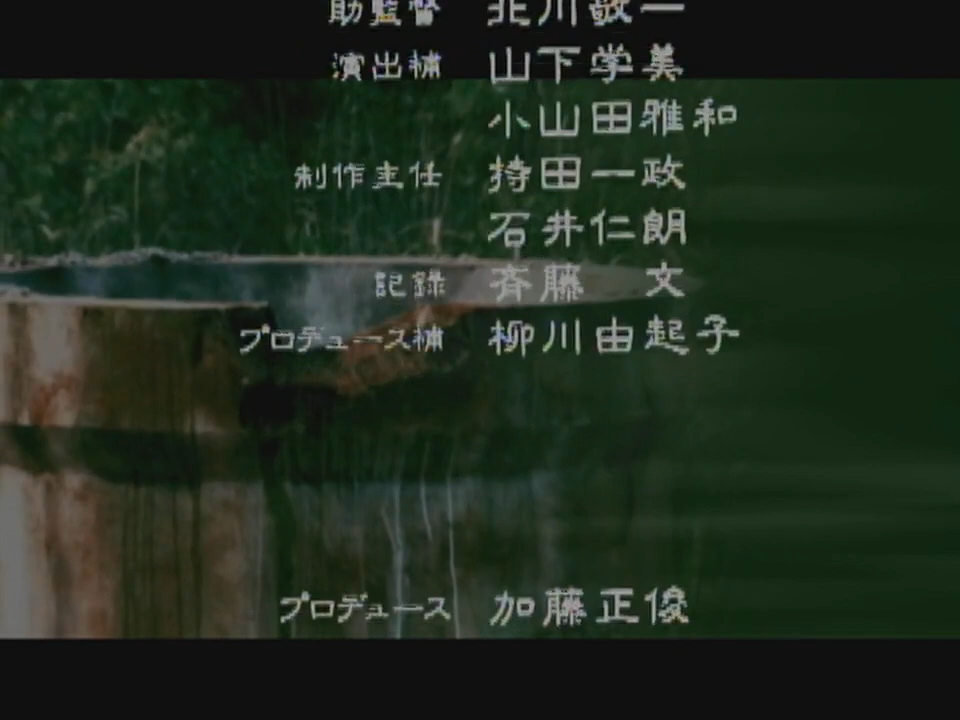 助監督 北川敬一
演出補 山下学美
小山田雅和
制作主任 持田一政
石井仁朗
記録 斉藤 文
プロデュース補 柳川由起子
プロデュース 加藤正俊